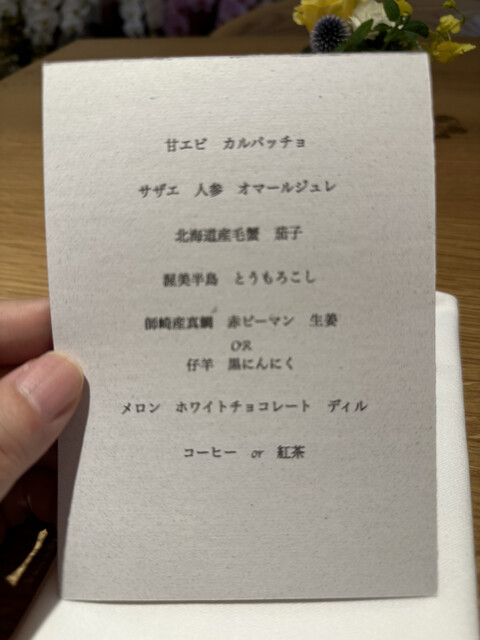 甘エビ　カルパッチョ
サザエ　人参　オマールジュレ
北海道産毛蟹　茄子
渥美半島　とうもろこし
師崎産真鯛　赤ピーマン　生姜
OR
仔羊　黒にんにく
メロン　ホワイトチョコレート　ディル
コーヒー　or　紅茶